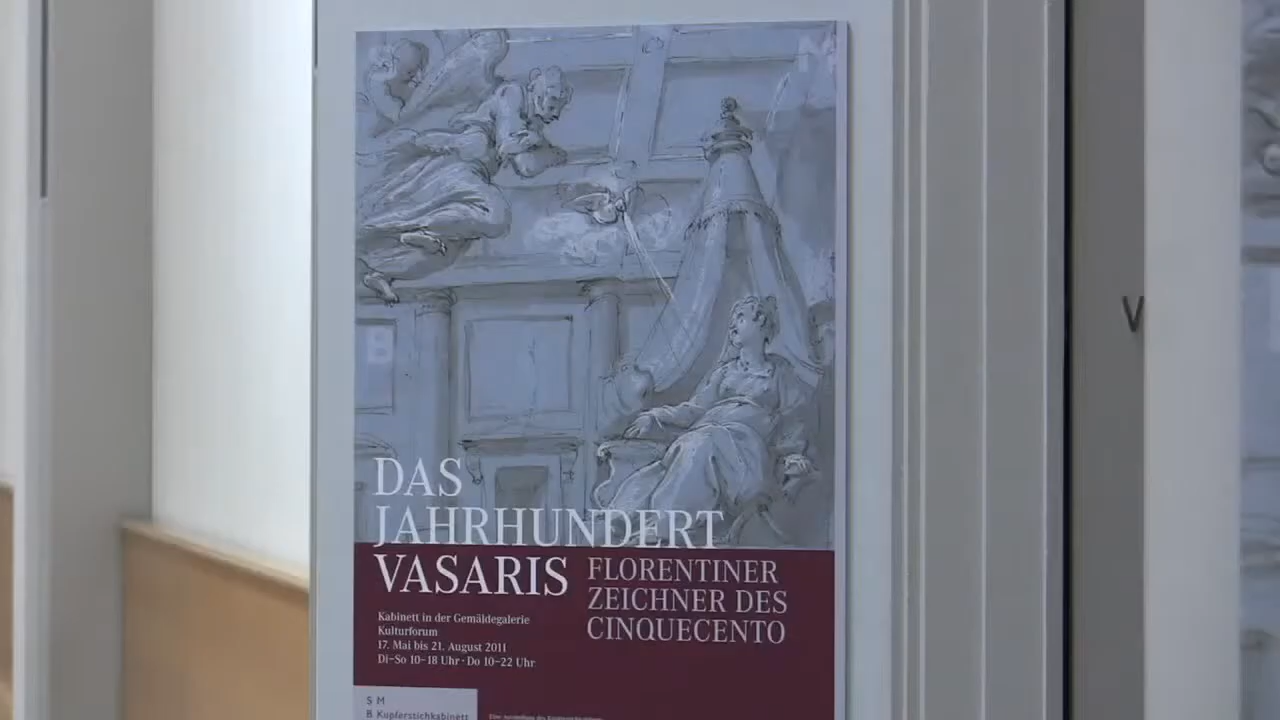 DAS
JAHRHUNDERT
VASARIS
FLORENTINER
ZEICHNER DES
CINQUECENTO
Kabinett in der Gemäldegalerie
Kulturforum
17. Mai bis 21. August 2011
Di–So 10–18 Uhr · Do 10–22 Uhr
S M
B Kupferstichkabinett
V